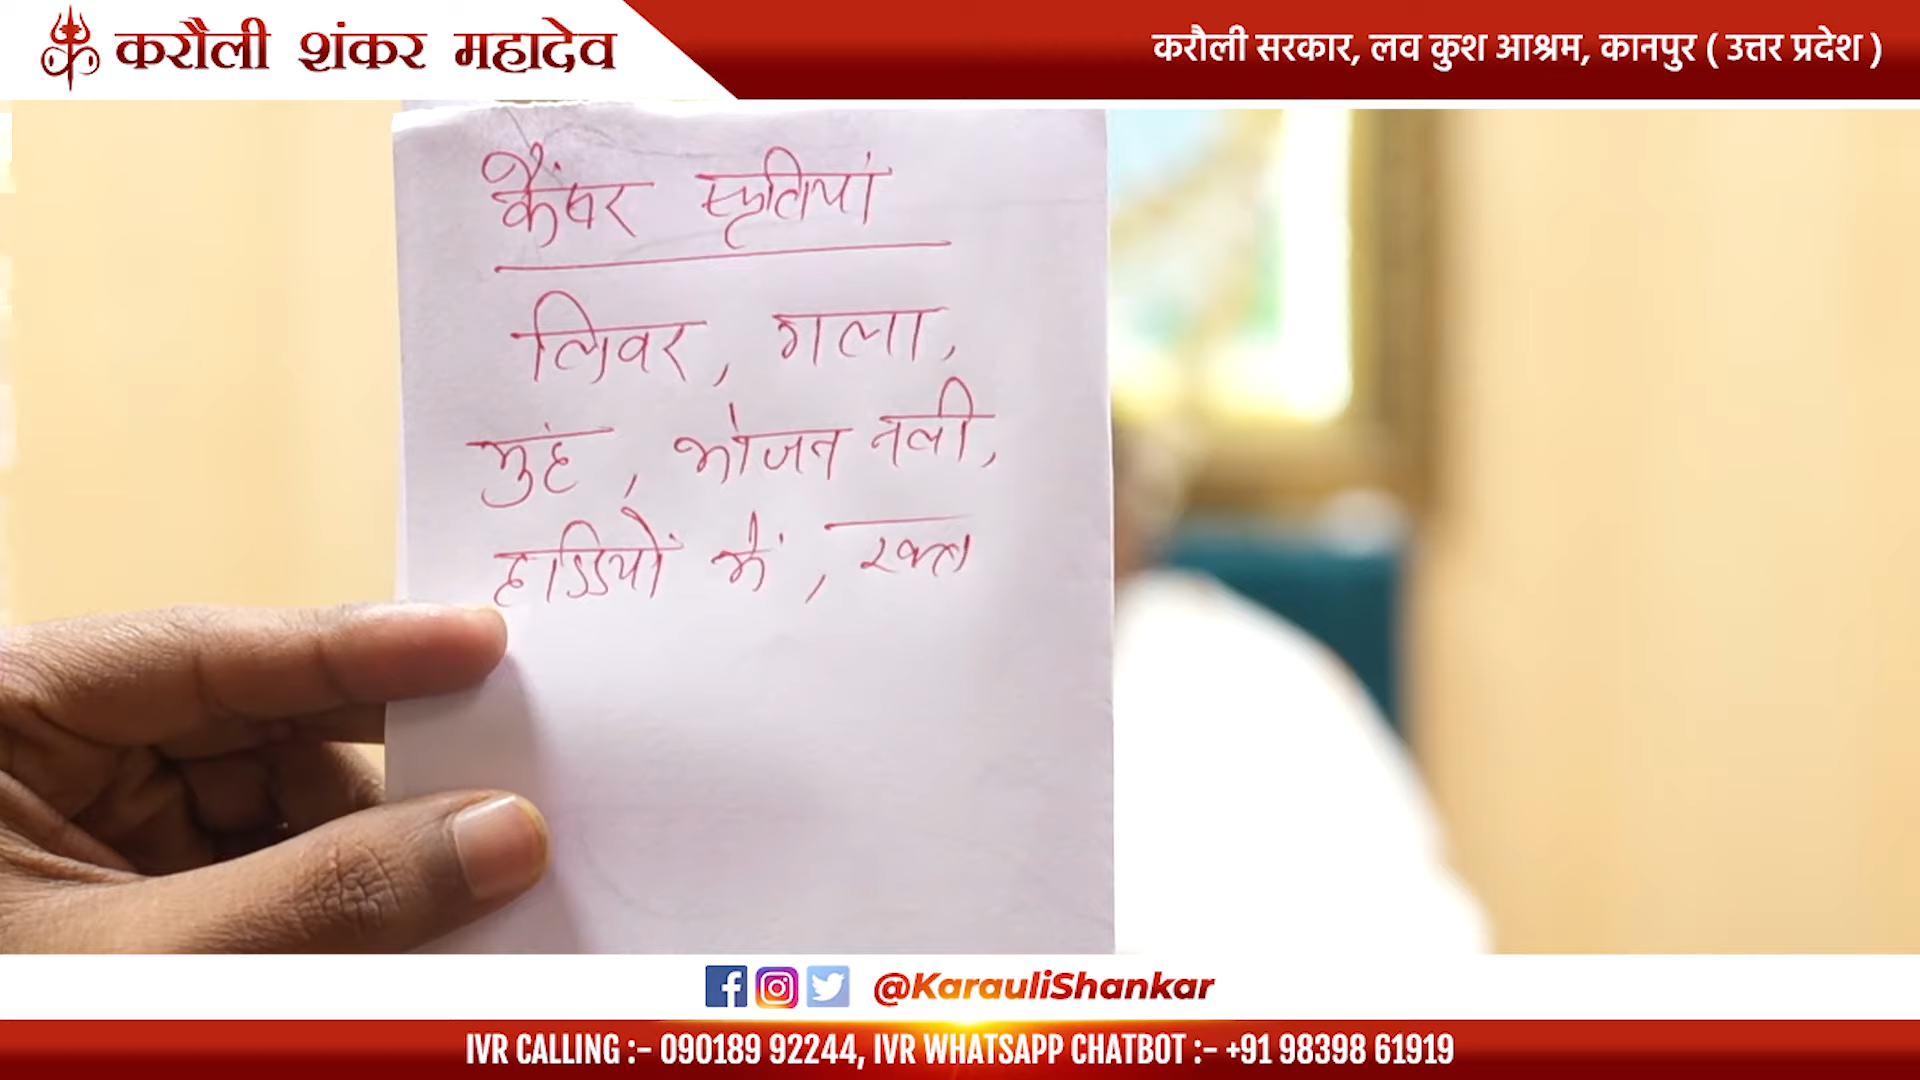 करौली शंकर महादेव
करौली सरकार, लव कुश आश्रम, कानपुर ( उत्तर प्रदेश )
कैंसर स्मृतियां
लिवर, गला,
मुंह, भोजन नली,
हड्डियों में, रक्त
@KarauliShankar
IVR CALLING :- 090189 92244, IVR WHATSAPP CHATBOT :- +91 98398 61919